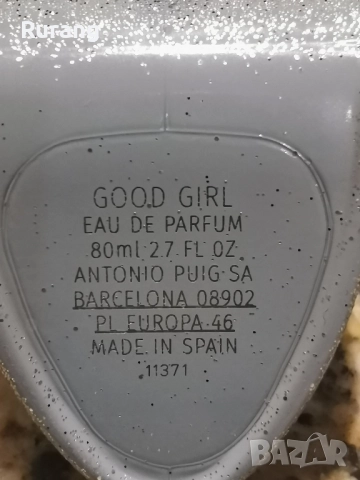 Rurang
GOOD GIRL
EAU DE PARFUM
80ml 2.7 FL OZ
ANTONIO PUIG SA
BARCELONA 08902
PL EUROPA 46
MADE IN SPAIN
11371
BAZAR